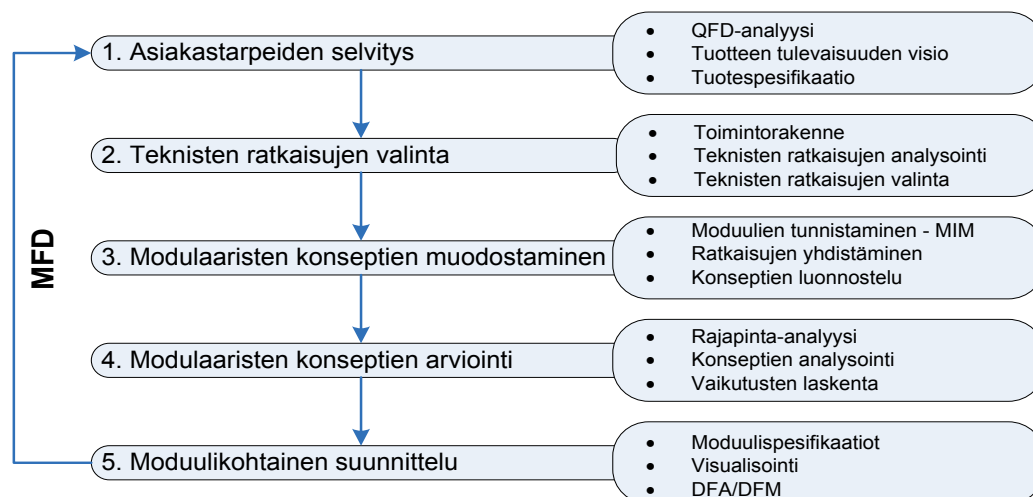 MFD
1. Asiakastarpeiden selvitys
• QFD-analyysi
• Tuotteen tulevaisuuden visio
• Tuotespesifikaatio
2. Teknisten ratkaisujen valinta
• Toimintorakenne
• Teknisten ratkaisujen analysointi
• Teknisten ratkaisujen valinta
3. Modulaaristen konseptien muodostaminen
• Moduulien tunnistaminen - MIM
• Ratkaisujen yhdistäminen
• Konseptien luonnostelu
4. Modulaaristen konseptien arviointi
• Rajapinta-analyysi
• Konseptien analysointi
• Vaikutusten laskenta
5. Moduulikohtainen suunnittelu
• Moduulispesifikaatiot
• Visualisointi
• DFA/DFM